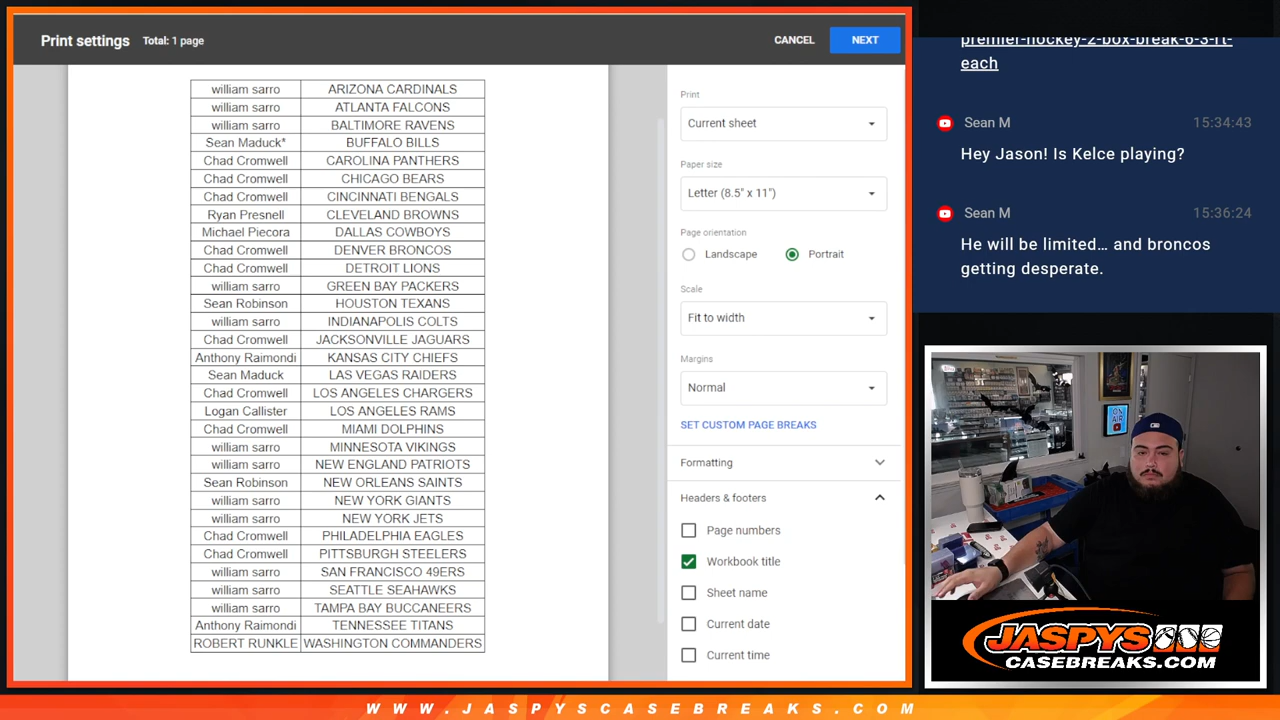 Print settings Total: 1 page CANCEL NEXT
william sarro ARIZONA CARDINALS
william sarro ATLANTA FALCONS
william sarro BALTIMORE RAVENS
Sean Maduck* BUFFALO BILLS
Chad Cromwell CAROLINA PANTHERS
Chad Cromwell CHICAGO BEARS
Chad Cromwell CINCINNATI BENGALS
Ryan Presnell CLEVELAND BROWNS
Michael Piecora DALLAS COWBOYS
Chad Cromwell DENVER BRONCOS
Chad Cromwell DETROIT LIONS
william sarro GREEN BAY PACKERS
Sean Robinson HOUSTON TEXANS
william sarro INDIANAPOLIS COLTS
Chad Cromwell JACKSONVILLE JAGUARS
Anthony Raimondi KANSAS CITY CHIEFS
Sean Maduck LAS VEGAS RAIDERS
Chad Cromwell LOS ANGELES CHARGERS
Logan Callister LOS ANGELES RAMS
Chad Cromwell MIAMI DOLPHINS
william sarro MINNESOTA VIKINGS
william sarro NEW ENGLAND PATRIOTS
Sean Robinson NEW ORLEANS SAINTS
william sarro NEW YORK GIANTS
william sarro NEW YORK JETS
Chad Cromwell PHILADELPHIA EAGLES
Chad Cromwell PITTSBURGH STEELERS
william sarro SAN FRANCISCO 49ERS
william sarro SEATTLE SEAHAWKS
william sarro TAMPA BAY BUCCANEERS
Anthony Raimondi TENNESSEE TITANS
ROBERT RUNKLE WASHINGTON COMMANDERS
Print
Current sheet
Paper size
Letter (8.5" x 11")
Page orientation
Landscape Portrait
Scale
Fit to width
Margins
Normal
SET CUSTOM PAGE BREAKS
Formatting
Headers & footers
Page numbers
Workbook title
Sheet name
Current date
Current time
premier-hockey-2-box-break-6-3-rt-
each
Sean M 15:34:43
Hey Jason! Is Kelce playing?
Sean M 15:36:24
He will be limited… and broncos
getting desperate.
ON
AIR
JASPYS
CASEBREAKS.COM
WWW.JASPYSCASEBREAKS.COM